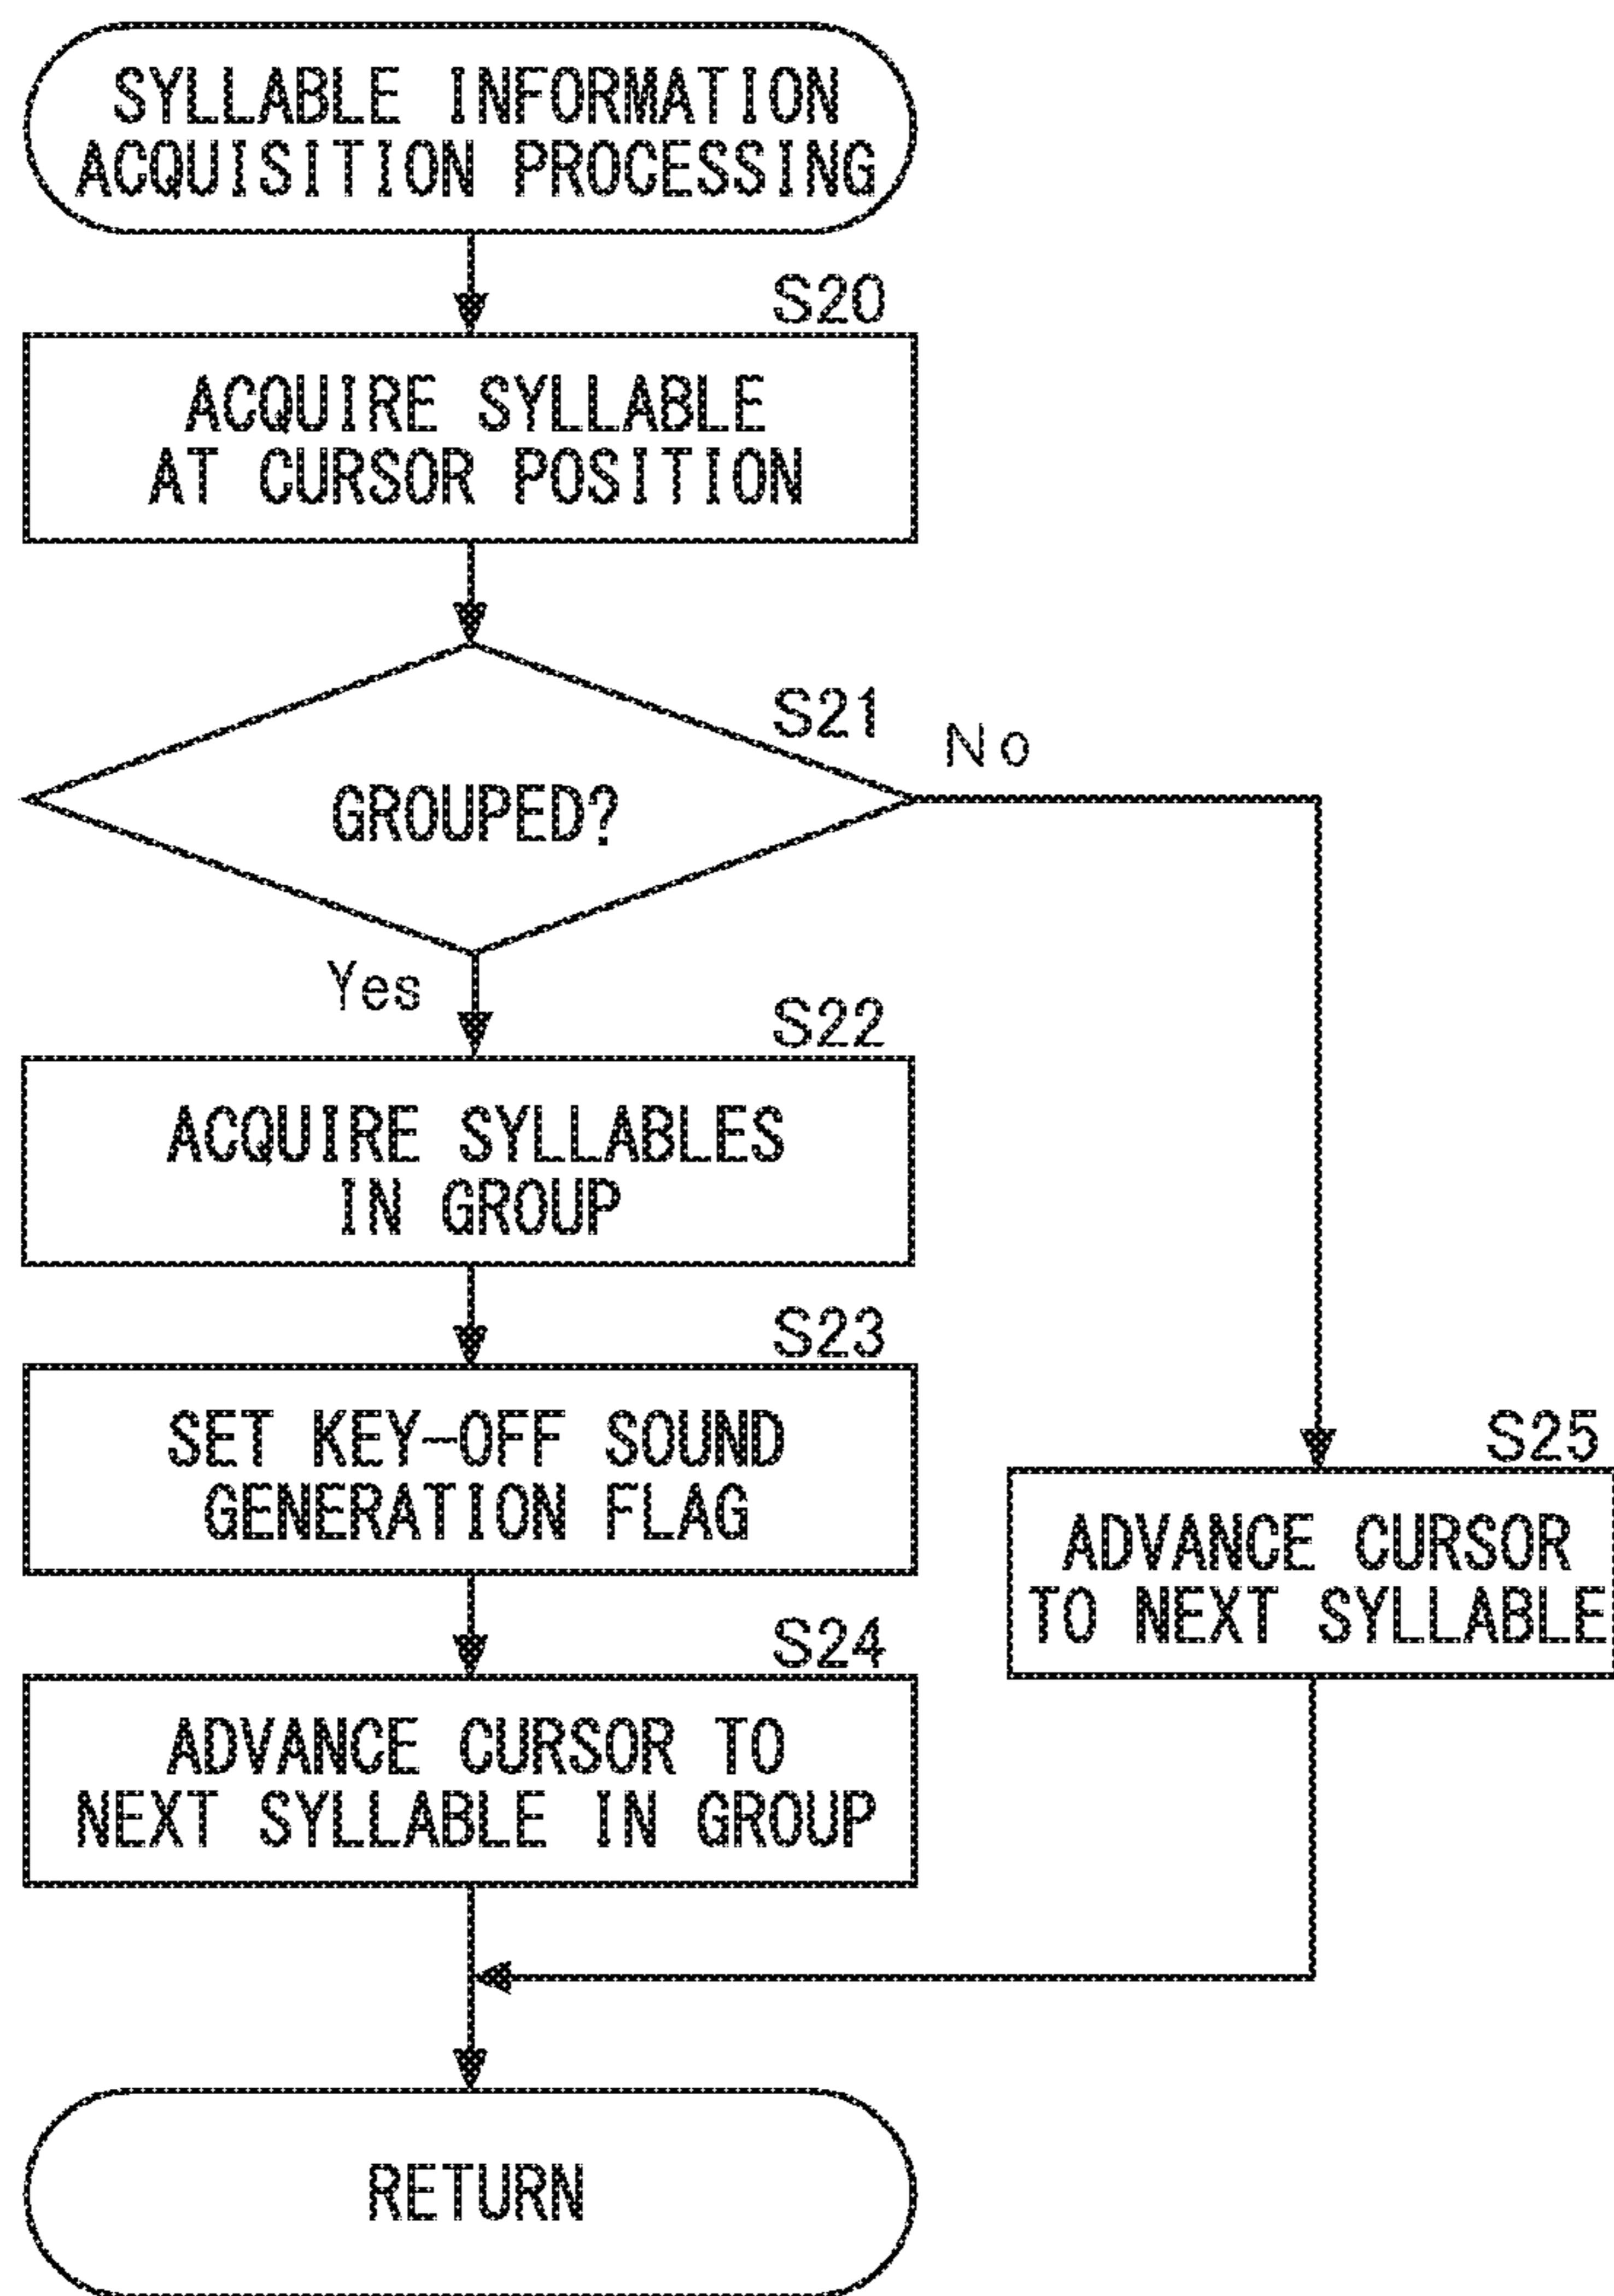 SYLLABLE INFORMATION
ACQUISITION PROCESSING
S20
ACQUIRE SYLLABLE
AT CURSOR POSITION
S21
No
GROUPED?
Yes
S22
ACQUIRE SYLLABLES
IN GROUP
S23
SET KEY-OFF SOUND
GENERATION FLAG
S25
ADVANCE CURSOR
TO NEXT SYLLABLE
S24
ADVANCE CURSOR TO
NEXT SYLLABLE IN GROUP
RETURN